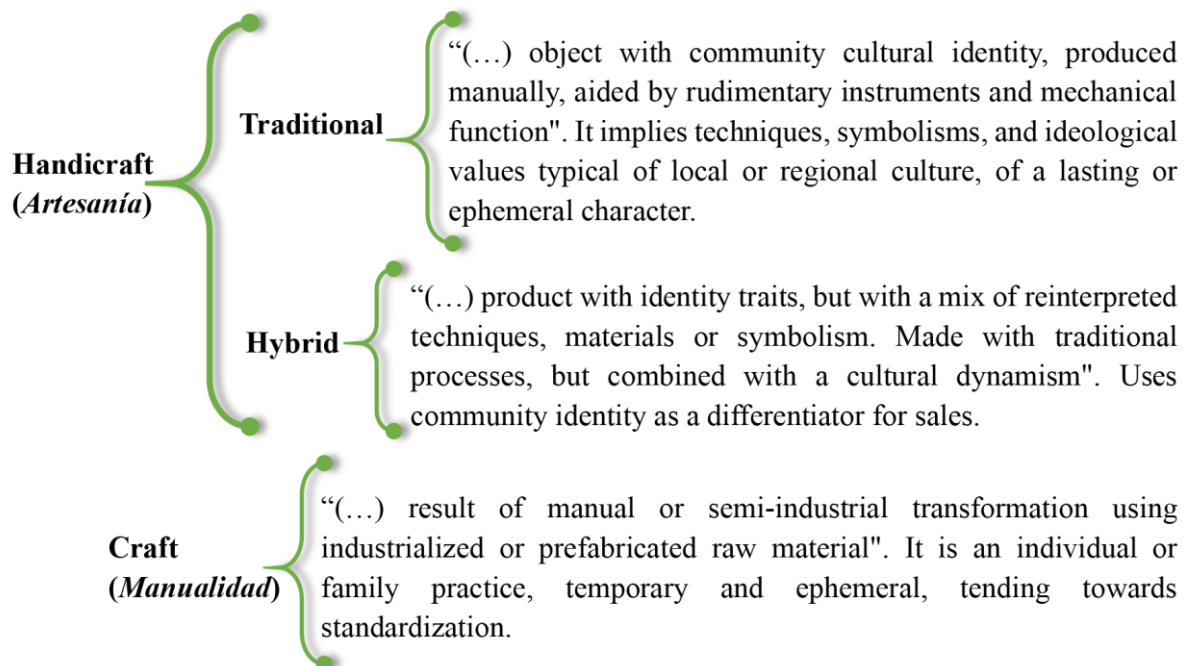 Handicraft
(Artesanía)
Traditional
“(…) object with community cultural identity, produced
manually, aided by rudimentary instruments and mechanical
function". It implies techniques, symbolisms, and ideological
values typical of local or regional culture, of a lasting or
ephemeral character.
Hybrid
“(…) product with identity traits, but with a mix of reinterpreted
techniques, materials or symbolism. Made with traditional
processes, but combined with a cultural dynamism". Uses
community identity as a differentiator for sales.
Craft
(Manualidad)
“(…) result of manual or semi-industrial transformation using
industrialized or prefabricated raw material". It is an individual or
family practice, temporary and ephemeral, tending towards
standardization.